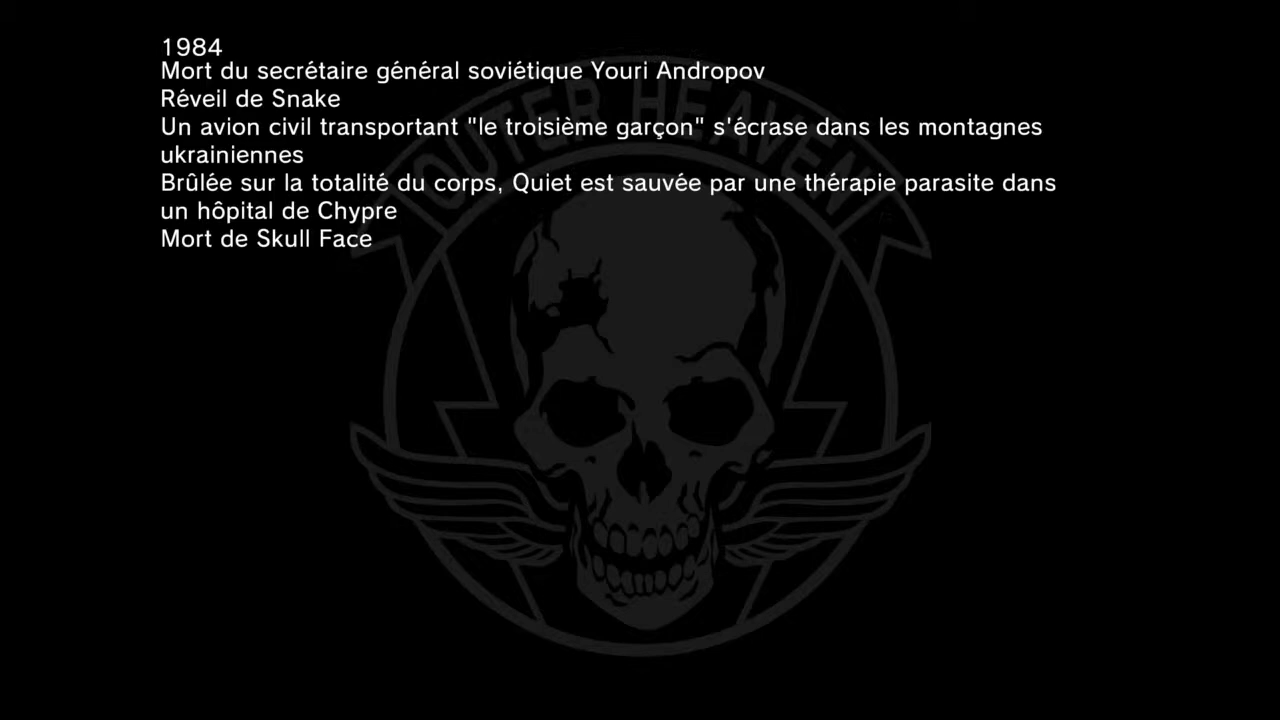 1984
Mort du secrétaire général soviétique Youri Andropov
Réveil de Snake
Un avion civil transportant "le troisième garçon" s'écrase dans les montagnes
ukrainiennes
Brûlée sur la totalité du corps, Quiet est sauvée par une thérapie parasite dans
un hôpital de Chypre
Mort de Skull Face
OUTER HEAVEN